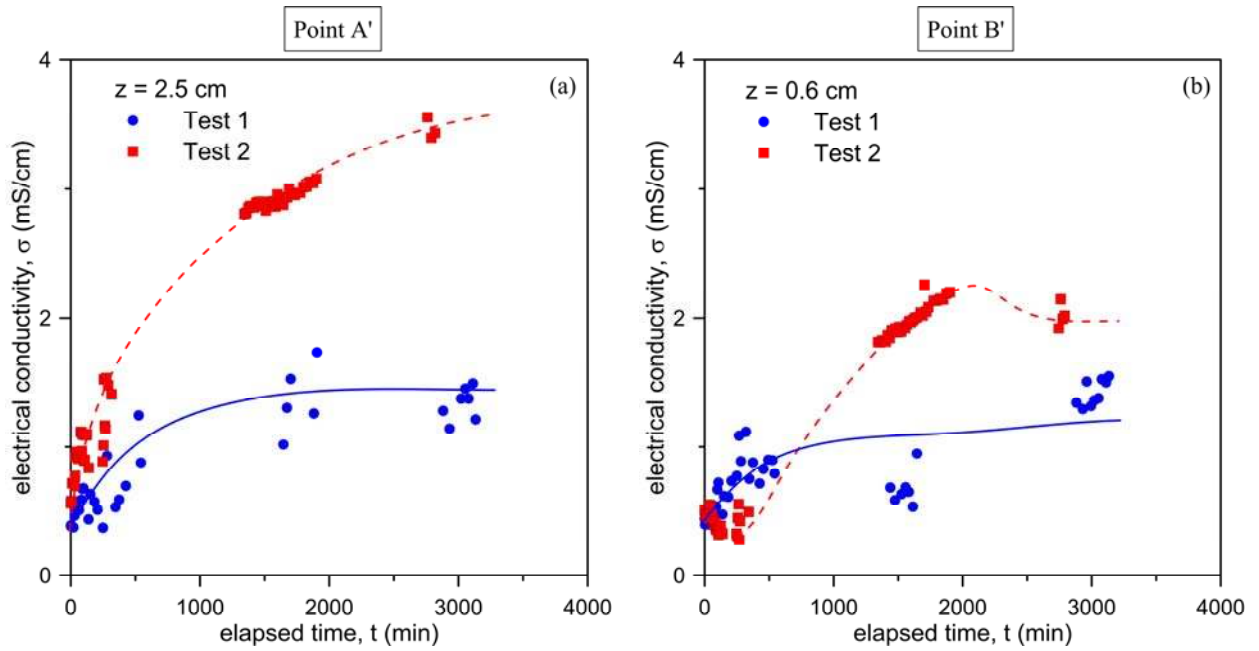 Point A'
4
z = 2.5 cm
(a)
Test 1
Test 2
electrical conductivity, σ (mS/cm)
2
0
0
1000
2000
3000
4000
elapsed time, t (min)
Point B'
4
z = 0.6 cm
(b)
Test 1
Test 2
electrical conductivity, σ (mS/cm)
2
0
0
1000
2000
3000
4000
elapsed time, t (min)